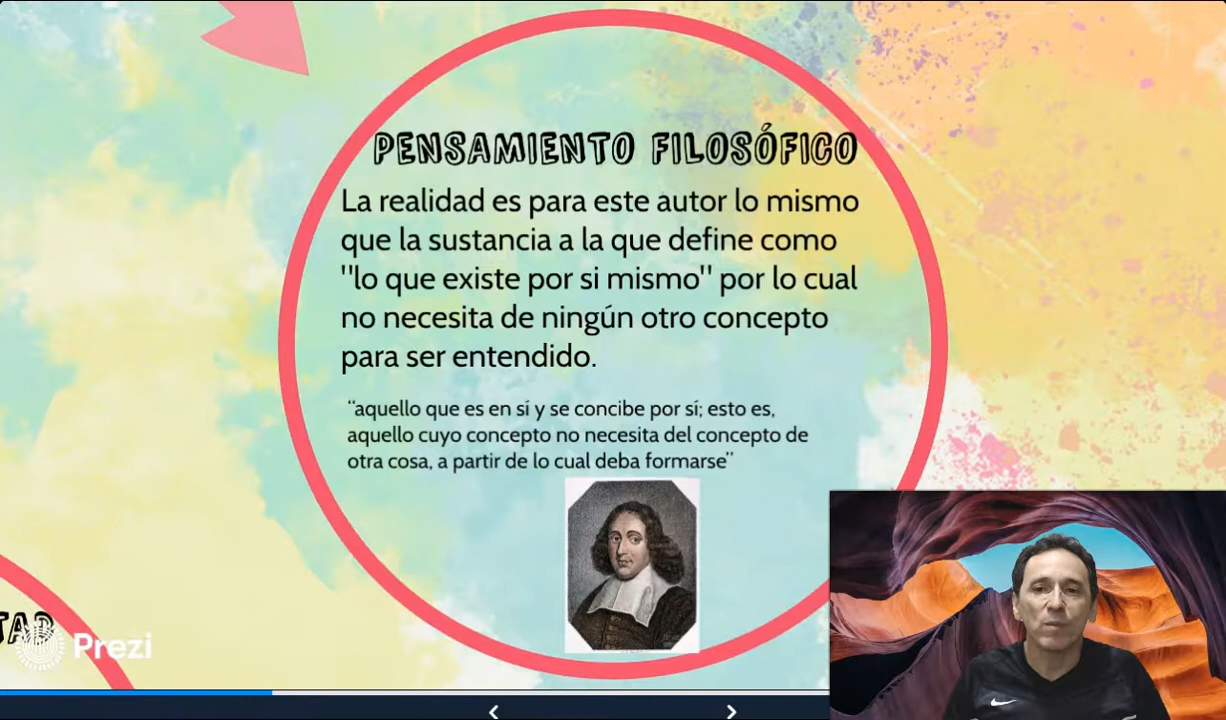 PENSAMIENTO FILOSÓFICO
La realidad es para este autor lo mismo
que la sustancia a la que define como
"lo que existe por si mismo" por lo cual
no necesita de ningún otro concepto
para ser entendido.
"aquello que es en sí y se concibe por sí; esto es,
aquello cuyo concepto no necesita del concepto de
otra cosa, a partir de lo cual deba formarse"
Prezi